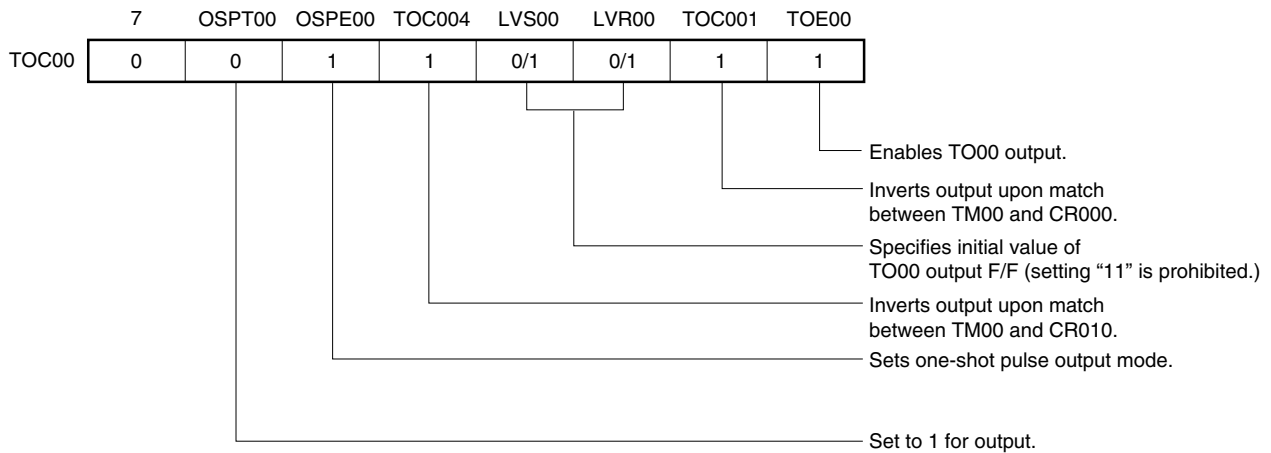 7 OSPT00 OSPE00 TOC004 LVS00 LVR00 TOC001 TOE00
TOC00 0 0 1 1 0/1 0/1 1 1
Enables TO00 output.
Inverts output upon match
between TM00 and CR000.
Specifies initial value of
TO00 output F/F (setting “11” is prohibited.)
Inverts output upon match
between TM00 and CR010.
Sets one-shot pulse output mode.
Set to 1 for output.